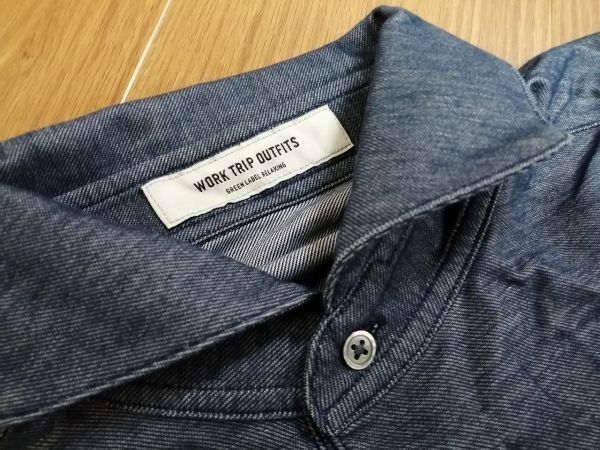 WORK TRIP OUTFITS
GREEN LABEL RELAXING